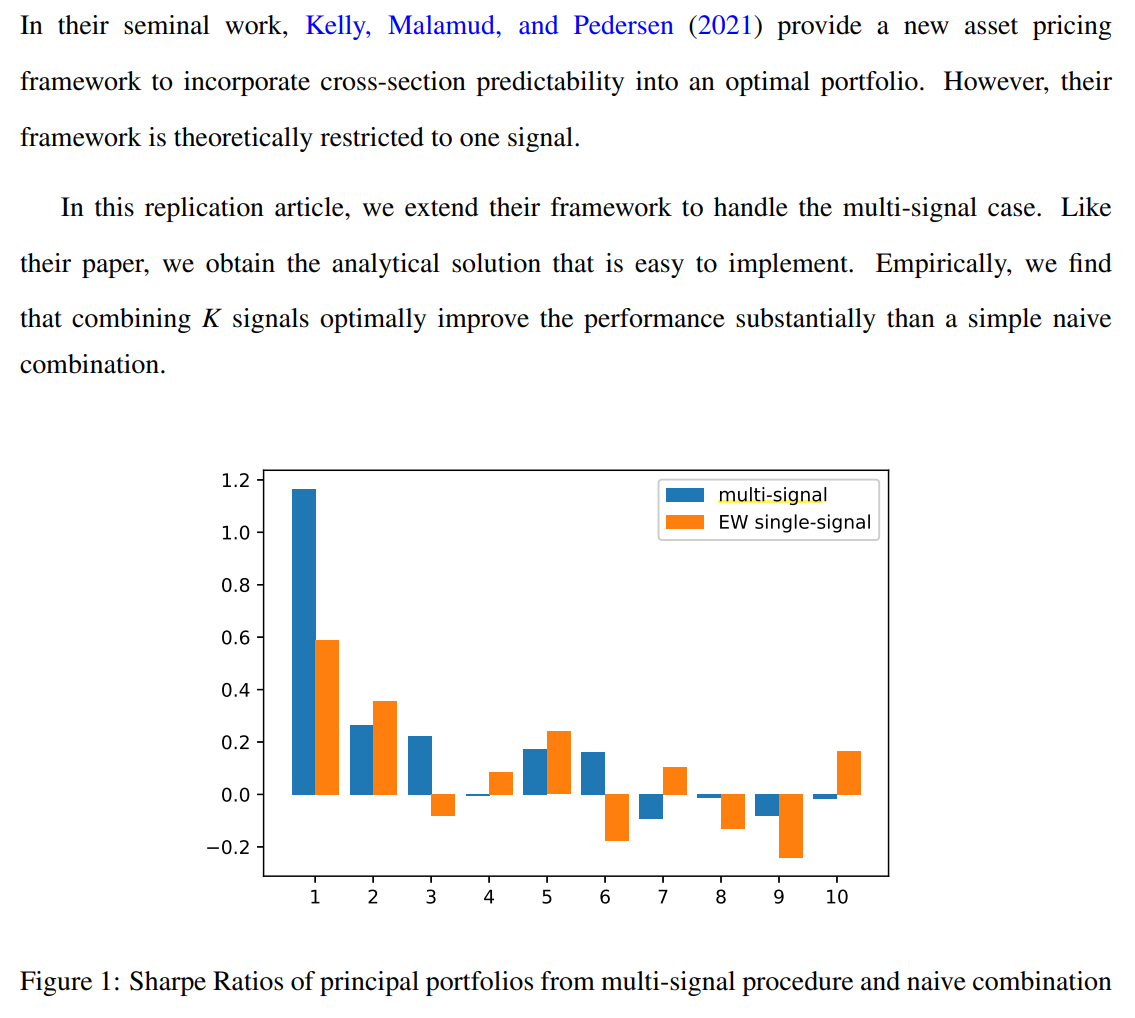 In their seminal work, Kelly, Malamud, and Pedersen (2021) provide a new asset pricing
framework to incorporate cross-section predictability into an optimal portfolio. However, their
framework is theoretically restricted to one signal.
In this replication article, we extend their framework to handle the multi-signal case. Like
their paper, we obtain the analytical solution that is easy to implement. Empirically, we find
that combining K signals optimally improve the performance substantially than a simple naive
combination.
1.2
1.0
0.8
0.6
0.4
0.2
0.0
−0.2
multi-signal
EW single-signal
1 2 3 4 5 6 7 8 9 10
Figure 1: Sharpe Ratios of principal portfolios from multi-signal procedure and naive combination